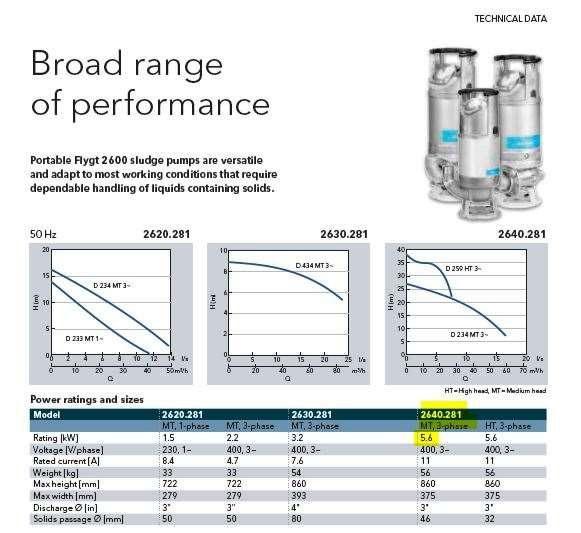 TECHNICAL DATA
Broad range
of performance
Portable Flygt 2600 sludge pumps are versatile
and adapt to most working conditions that require
dependable handling of liquids containing solids.
50 Hz 2620.281 2630.281 2640.281
20
15
10
5
0
H (m)
D 234 MT 3~
D 233 MT 1~
0 2 4 6 8 10 12 14 l/s
0 10 20 30 40 50 m³/h
Q
10
8
6
4
2
0
H (m)
D 434 MT 3~
0 5 10 15 20 25 l/s
0 20 40 60 80 m³/h
Q
40
35
30
25
20
15
10
5
0
H (m)
D 259 HT 3~
D 234 MT 3~
0 5 10 15 20 l/s
0 10 20 30 40 50 60 70 m³/h
Q
HT = High head, MT = Medium head
Power ratings and sizes
Model 2620.281 2630.281 2640.281
MT, 1-phase MT, 3-phase MT, 3-phase MT, 3-phase HT, 3-phase
Rating [kW] 1.5 2.2 3.2 5.6 5.6
Voltage [V/phase] 230, 1~ 400, 3~ 400, 3~ 400, 3~ 400, 3~
Rated current [A] 8.4 4.7 7.6 11 11
Weight [kg] 33 33 54 56 56
Max height [mm] 722 722 860 860 860
Max width [mm] 279 279 393 375 375
Discharge Ø [in] 3" 3" 4" 3" 3"
Solids passage Ø [mm] 50 50 80 46 32